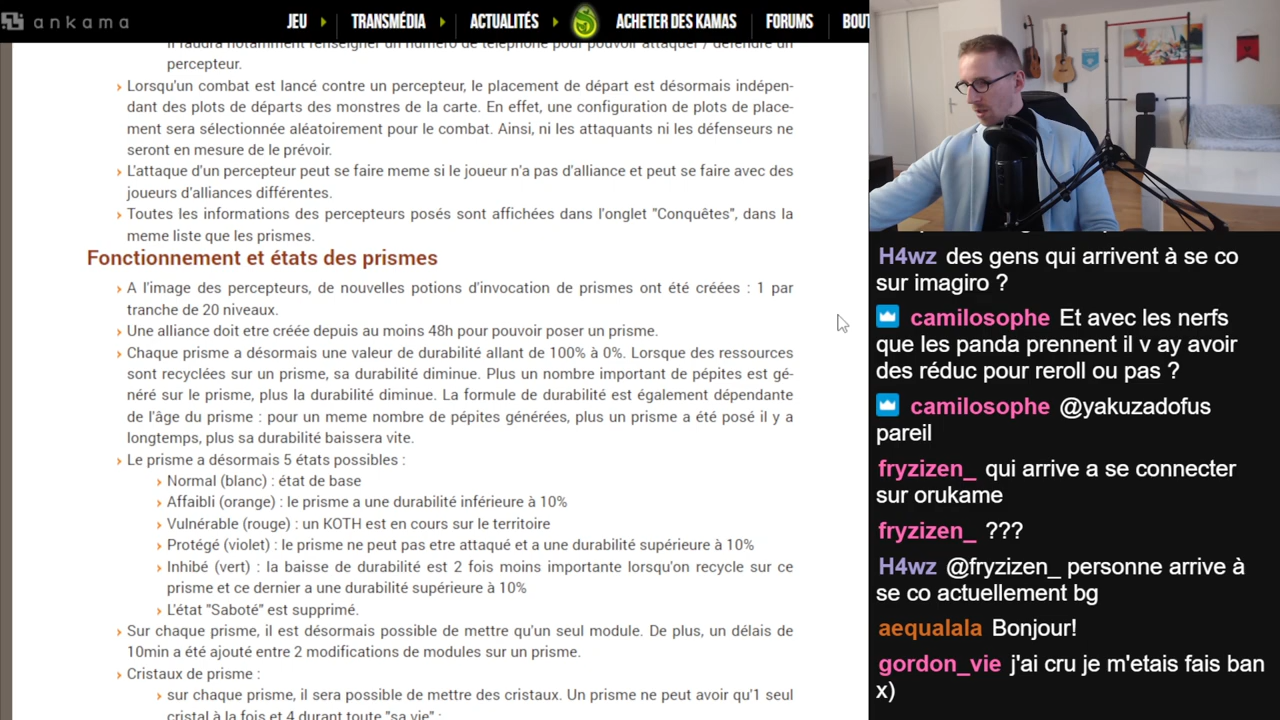 ankama
JEU
TRANSMÉDIA
ACTUALITÉS
ACHETER DES KAMAS
FORUMS
BOUT
Il faudra notamment renseigner un numéro de téléphone pour pouvoir attaquer / défendre un
percepteur.
Lorsqu'un combat est lancé contre un percepteur, le placement de départ est désormais indépen-
dant des plots de départs des monstres de la carte. En effet, une configuration de plots de place-
ment sera sélectionnée aléatoirement pour le combat. Ainsi, ni les attaquants ni les défenseurs ne
seront en mesure de le prévoir.
L'attaque d'un percepteur peut se faire meme si le joueur n'a pas d'alliance et peut se faire avec des
joueurs d'alliances différentes.
Toutes les informations des percepteurs posés sont affichées dans l'onglet "Conquêtes", dans la
meme liste que les prismes.
Fonctionnement et états des prismes
A l'image des percepteurs, de nouvelles potions d'invocation de prismes ont été créées : 1 par
tranche de 20 niveaux.
Une alliance doit etre créée depuis au moins 48h pour pouvoir poser un prisme.
Chaque prisme a désormais une valeur de durabilité allant de 100% à 0%. Lorsque des ressources
sont recyclées sur un prisme, sa durabilité diminue. Plus un nombre important de pépites est gé-
néré sur le prisme, plus la durabilité diminue. La formule de durabilité est également dépendante
de l'âge du prisme : pour un meme nombre de pépites générées, plus un prisme a été posé il y a
longtemps, plus sa durabilité baissera vite.
Le prisme a désormais 5 états possibles :
Normal (blanc) : état de base
Affaibli (orange) : le prisme a une durabilité inférieure à 10%
Vulnérable (rouge) : un KOTH est en cours sur le territoire
Protégé (violet) : le prisme ne peut pas etre attaqué et a une durabilité supérieure à 10%
Inhibé (vert) : la baisse de durabilité est 2 fois moins importante lorsqu'on recycle sur ce
prisme et ce dernier a une durabilité supérieure à 10%
L'état "Saboté" est supprimé.
Sur chaque prisme, il est désormais possible de mettre qu'un seul module. De plus, un délais de
10min a été ajouté entre 2 modifications de modules sur un prisme.
Cristaux de prisme :
sur chaque prisme, il sera possible de mettre des cristaux. Un prisme ne peut avoir qu'1 seul
cristal à la fois et 4 durant toute "sa vie" :
H4wz des gens qui arrivent à se co
sur imagiro ?
camilosophe Et avec les nerfs
que les panda prennent il v ay avoir
des réduc pour reroll ou pas ?
camilosophe @yakuzadofus
pareil
fryzizen_ qui arrive a se connecter
sur orukame
fryzizen_ ???
H4wz @fryzizen_ personne arrive à
se co actuellement bg
aequalala Bonjour!
gordon_vie j'ai cru je m'etais fais ban
x)